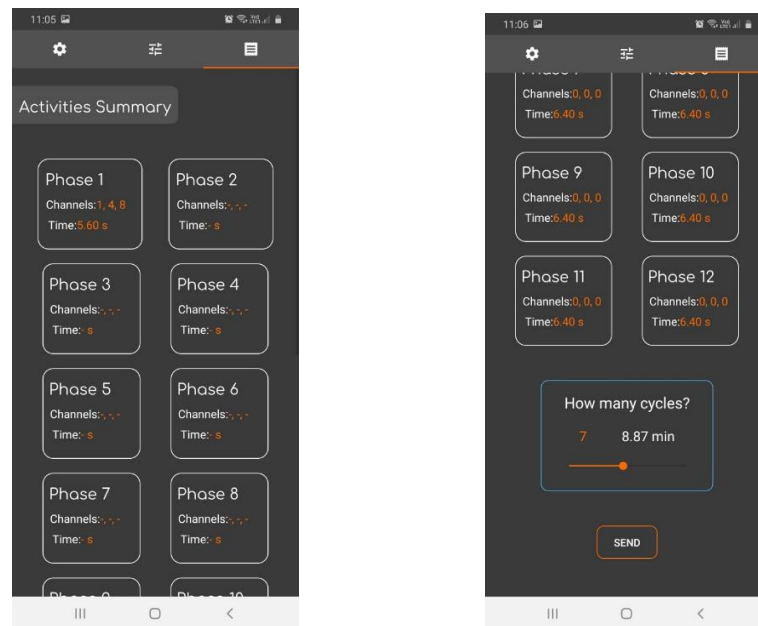 11:05
Activities Summary
Phase 1
Channels:1, 4, 8
Time:5.60 s
Phase 2
Channels:-, -, -
Time:- s
Phase 3
Channels:-, -, -
Time:- s
Phase 4
Channels:-, -, -
Time:- s
Phase 5
Channels:-, -, -
Time:- s
Phase 6
Channels:-, -, -
Time:- s
Phase 7
Channels:-, -, -
Time:- s
Phase 8
Channels:-, -, -
Time:- s
11:06
Channels:0, 0, 0
Time:6.40 s
Channels:0, 0, 0
Time:6.40 s
Phase 9
Channels:0, 0, 0
Time:6.40 s
Phase 10
Channels:0, 0, 0
Time:6.40 s
Phase 11
Channels:0, 0, 0
Time:6.40 s
Phase 12
Channels:0, 0, 0
Time:6.40 s
How many cycles?
7 8.87 min
SEND